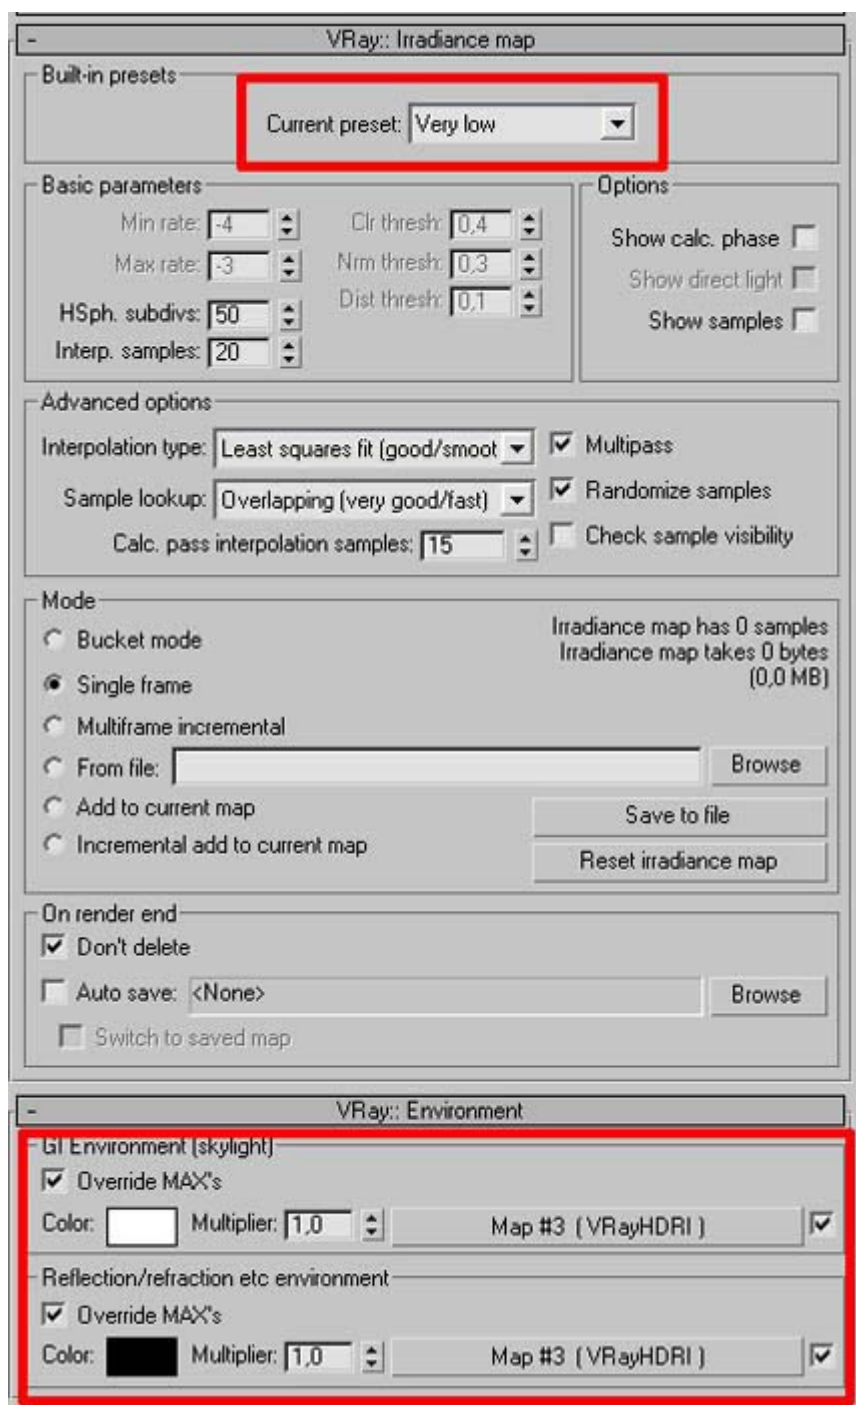 - VRay:: Irradiance map
Built-in presets
Current preset: Very low
Basic parameters
Options
Min rate: -4
Clr thresh: 0,4
Show calc. phase
Max rate: -3
Nrm thresh: 0,3
Show direct light
HSph. subdivs: 50
Dist thresh: 0,1
Show samples
Interp. samples: 20
Advanced options
Interpolation type: Least squares fit (good/smoot
Multipass
Sample lookup: Overlapping (very good/fast)
Randomize samples
Calc. pass interpolation samples: 15
Check sample visibility
Mode
Bucket mode
Irradiance map has 0 samples
Irradiance map takes 0 bytes
(0,0 MB)
Single frame
Multiframe incremental
From file:
Browse
Add to current map
Save to file
Incremental add to current map
Reset irradiance map
On render end
Don't delete
Auto save: <None>
Browse
Switch to saved map
- VRay:: Environment
GI Environment (skylight)
Override MAX's
Color:
Multiplier: 1,0
Map #3 ( VRayHDRI )
Reflection/refraction etc environment
Override MAX's
Color:
Multiplier: 1,0
Map #3 ( VRayHDRI )